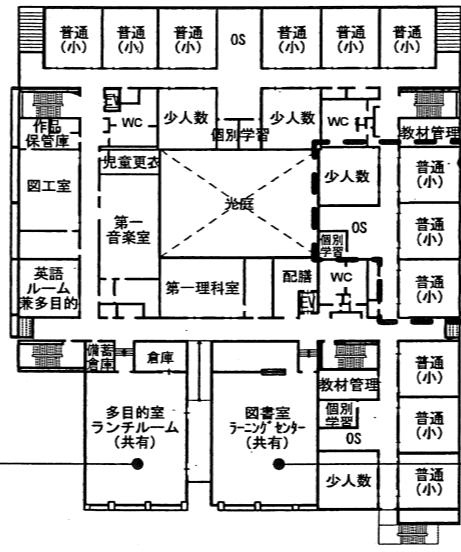 普通
(小)
普通
(小)
普通
(小)
OS
普通
(小)
普通
(小)
普通
(小)
EV
WC
少人数
個別学習
少人数
WC
教材管理
作品
保管庫
児童更衣
図工室
第一
音楽室
光庭
少人数
OS
個別
学習
普通
(小)
普通
(小)
普通
(小)
英語
ルーム
兼多目的
第一理科室
配膳
EV
WC
備蓄
倉庫
倉庫
多目的室
ランチルーム
(共有)
図書室
ラーニングセンター
(共有)
教材管理
個別
学習
OS
少人数
普通
(小)
普通
(小)
普通
(小)